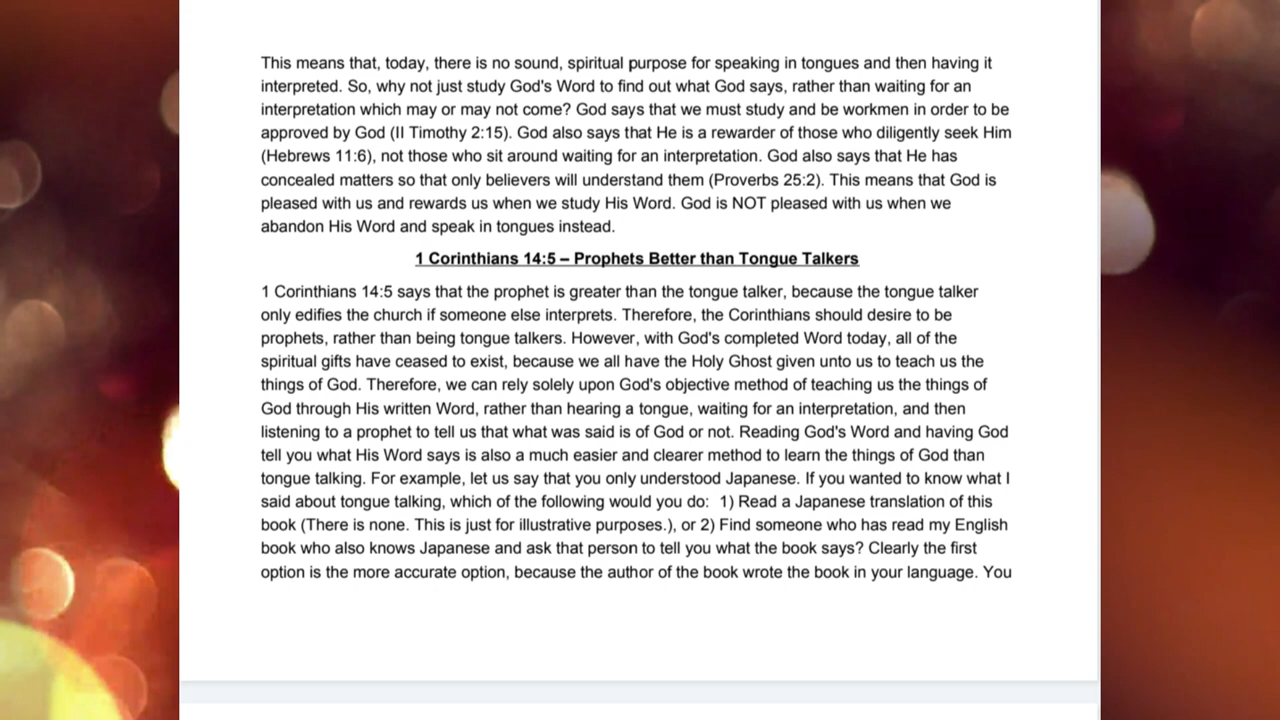 This means that, today, there is no sound, spiritual purpose for speaking in tongues and then having it
interpreted. So, why not just study God's Word to find out what God says, rather than waiting for an
interpretation which may or may not come? God says that we must study and be workmen in order to be
approved by God (II Timothy 2:15). God also says that He is a rewarder of those who diligently seek Him
(Hebrews 11:6), not those who sit around waiting for an interpretation. God also says that He has
concealed matters so that only believers will understand them (Proverbs 25:2). This means that God is
pleased with us and rewards us when we study His Word. God is NOT pleased with us when we
abandon His Word and speak in tongues instead.
1 Corinthians 14:5 – Prophets Better than Tongue Talkers
1 Corinthians 14:5 says that the prophet is greater than the tongue talker, because the tongue talker
only edifies the church if someone else interprets. Therefore, the Corinthians should desire to be
prophets, rather than being tongue talkers. However, with God's completed Word today, all of the
spiritual gifts have ceased to exist, because we all have the Holy Ghost given unto us to teach us the
things of God. Therefore, we can rely solely upon God's objective method of teaching us the things of
God through His written Word, rather than hearing a tongue, waiting for an interpretation, and then
listening to a prophet to tell us that what was said is of God or not. Reading God's Word and having God
tell you what His Word says is also a much easier and clearer method to learn the things of God than
tongue talking. For example, let us say that you only understood Japanese. If you wanted to know what I
said about tongue talking, which of the following would you do:  1) Read a Japanese translation of this
book (There is none. This is just for illustrative purposes.), or 2) Find someone who has read my English
book who also knows Japanese and ask that person to tell you what the book says? Clearly the first
option is the more accurate option, because the author of the book wrote the book in your language. You